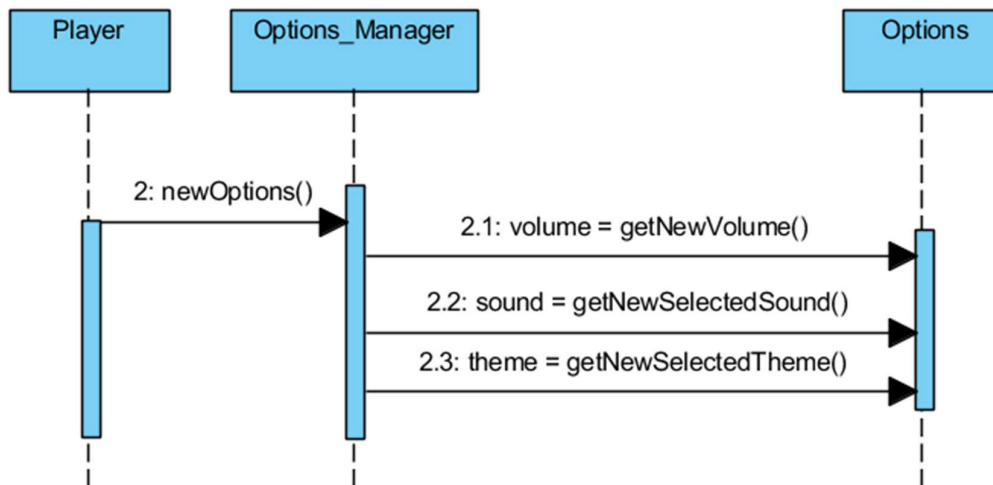 Player
Options_Manager
Options
2: newOptions()
2.1: volume = getNewVolume()
2.2: sound = getNewSelectedSound()
2.3: theme = getNewSelectedTheme()